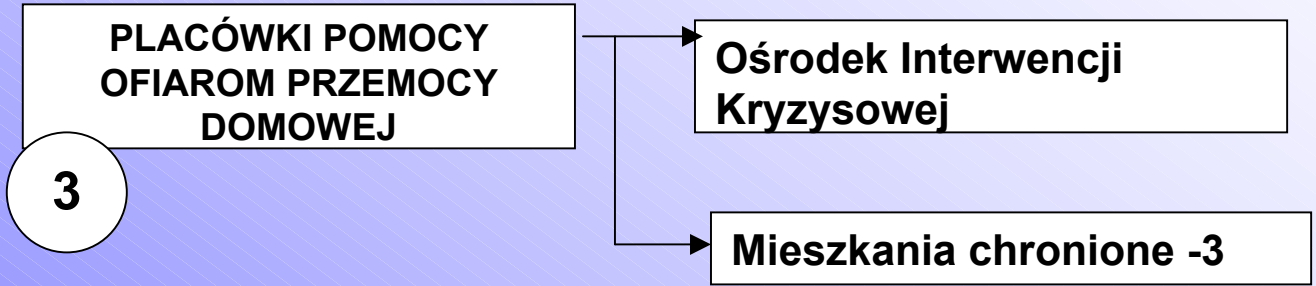 PLACÓWKI POMOCY
OFIAROM PRZEMOCY
DOMOWEJ
3
Ośrodek Interwencji
Kryzysowej
Mieszkania chronione -3